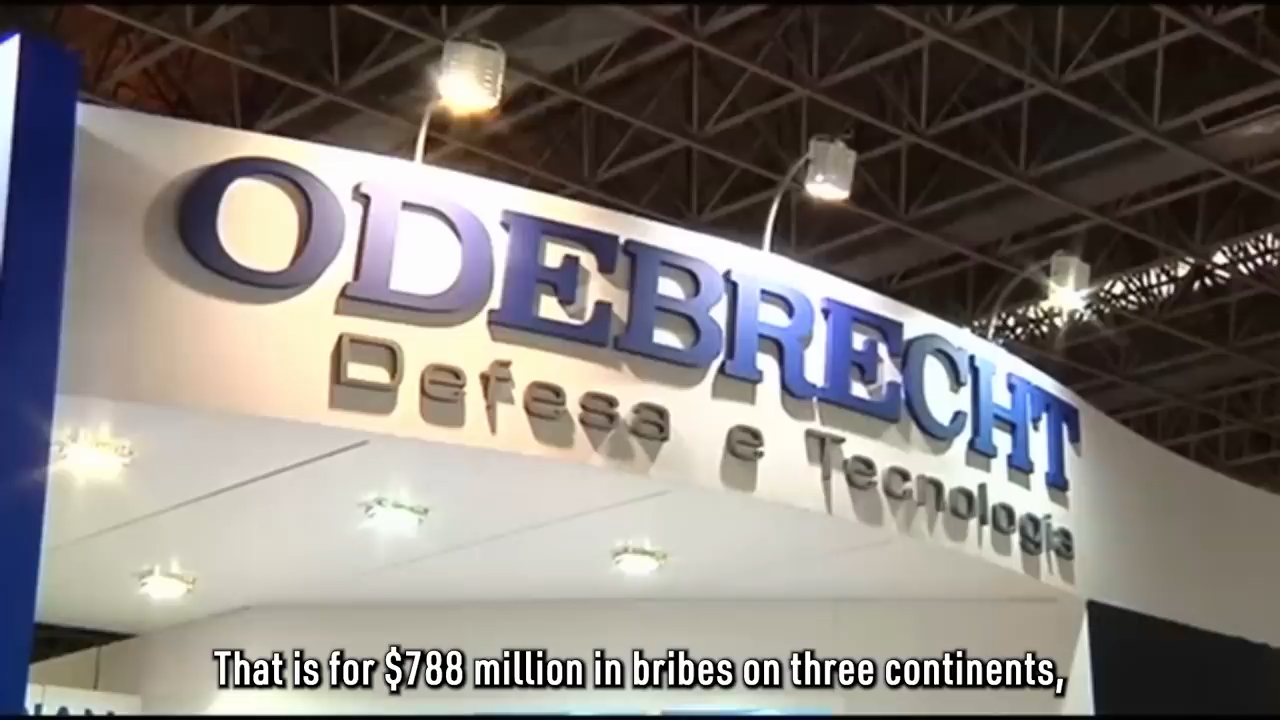 ODEBRECHT
Defesa e Tecnologia
That is for $788 million in bribes on three continents,